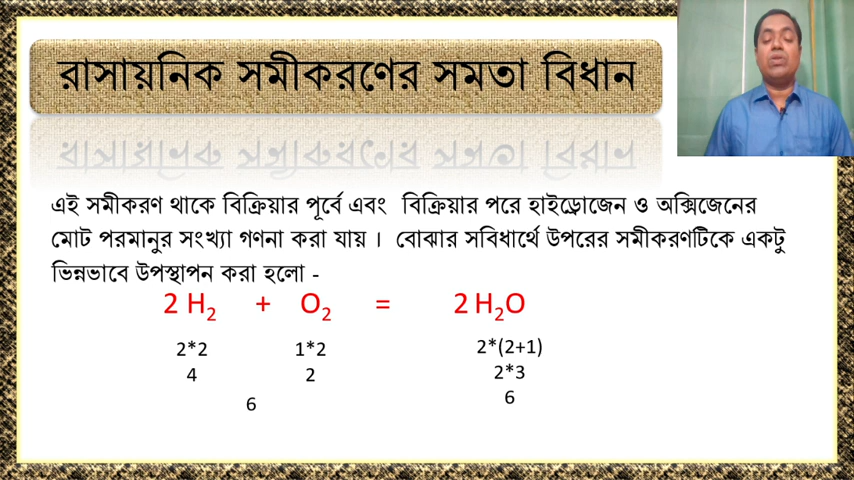 রাসায়নিক সমীকরণের সমতা বিধান
এই সমীকরণ থাকে বিক্রিয়ার পূর্বে এবং বিক্রিয়ার পরে হাইড্রোজেন ও অক্সিজেনের
মোট পরমানুর সংখ্যা গণনা করা যায় । বোঝার সবিধার্থে উপরের সমীকরণটিকে একটু
ভিন্নভাবে উপস্থাপন করা হলো -
2 H₂ + O₂ = 2 H₂O
2*2 1*2 2*(2+1)
4 2 2*3
6 6